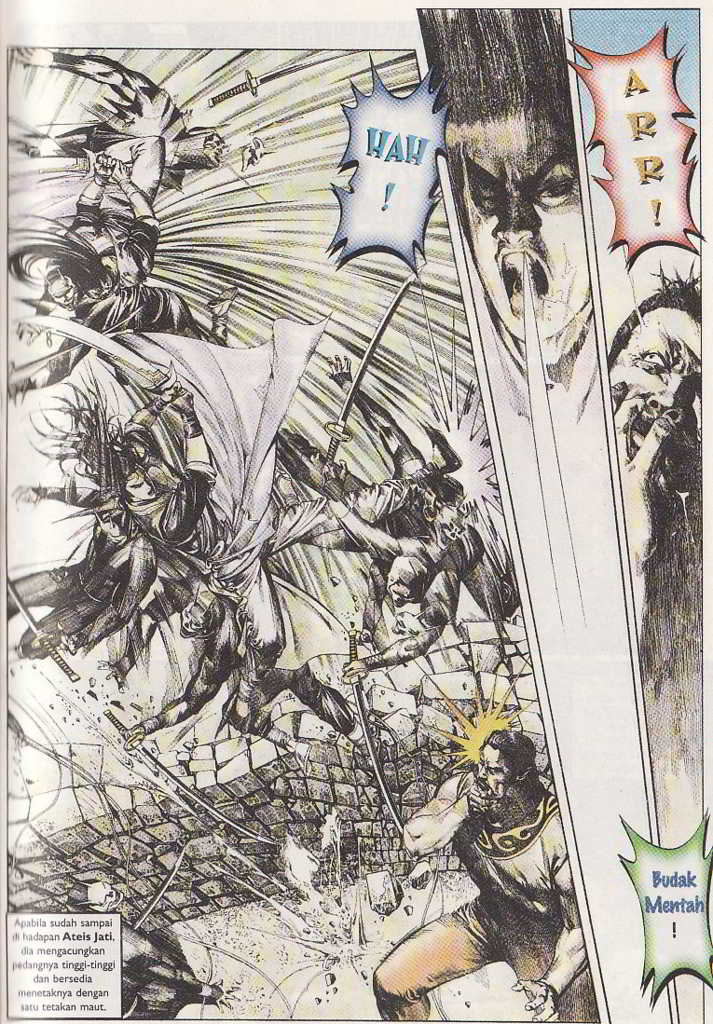 HAH
!
A
R
R
!
Budak
Mentah
!
Apabila sudah sampai
di hadapan Ateis Jati,
dia mengacungkan
pedangnya tinggi-tinggi
dan bersedia
menetaknya dengan
satu tetakan maut.